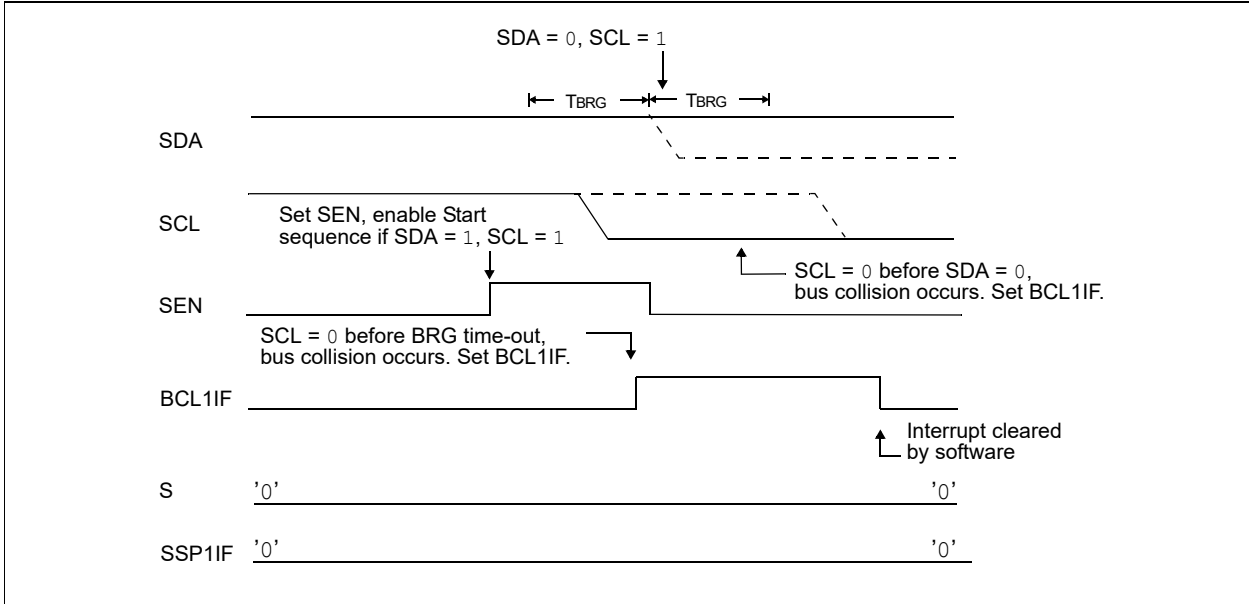 SDA = 0, SCL = 1
TBRG TBRG
SDA
SCL
Set SEN, enable Start
sequence if SDA = 1, SCL = 1
SCL = 0 before SDA = 0,
bus collision occurs. Set BCL1IF.
SEN
SCL = 0 before BRG time-out,
bus collision occurs. Set BCL1IF.
BCL1IF
Interrupt cleared
by software
S '0' '0'
SSP1IF '0' '0'